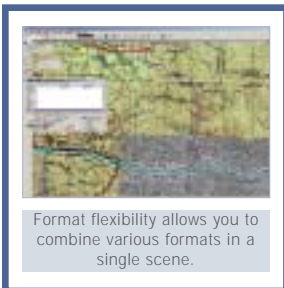 Format flexibility allows you to
combine various formats in a
single scene.